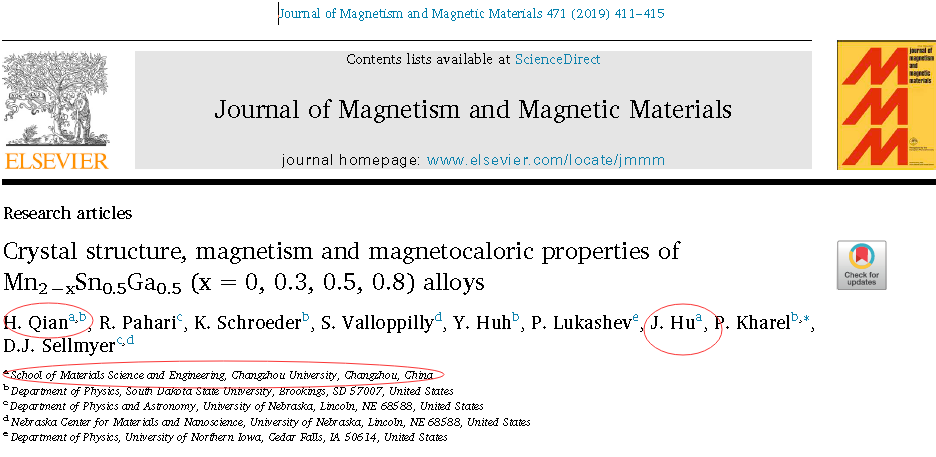 Journal of Magnetism and Magnetic Materials 471 (2019) 411–415
Contents lists available at ScienceDirect
Journal of Magnetism and Magnetic Materials
journal homepage: www.elsevier.com/locate/jmmm
ELSEVIER
journal of
magnetism
and
magnetic
materials
Research articles
Crystal structure, magnetism and magnetocaloric properties of
Mn₂₋ₓSn₀.₅Ga₀.₅ (x = 0, 0.3, 0.5, 0.8) alloys
Check for
updates
H. Qianᵃ,ᵇ, R. Pahariᶜ, K. Schroederᵇ, S. Valloppillyᵈ, Y. Huhᵇ, P. Lukashevᵉ, J. Huᵃ, P. Kharelᵇ,*,
D.J. Sellmyerᶜ,ᵈ
ᵃ School of Materials Science and Engineering, Changzhou University, Changzhou, China
ᵇ Department of Physics, South Dakota State University, Brookings, SD 57007, United States
ᶜ Department of Physics and Astronomy, University of Nebraska, Lincoln, NE 68588, United States
ᵈ Nebraska Center for Materials and Nanoscience, University of Nebraska, Lincoln, NE 68588, United States
ᵉ Department of Physics, University of Northern Iowa, Cedar Falls, IA 50614, United States